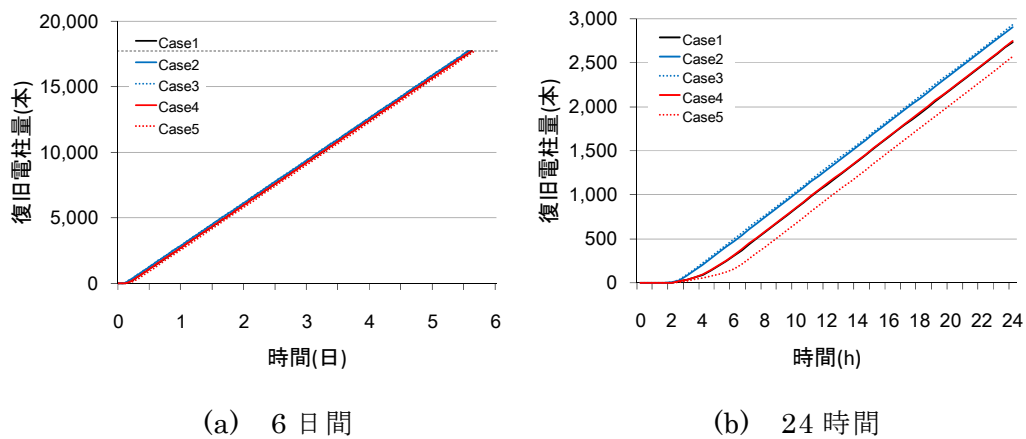 復旧電柱量(本)
20,000
15,000
10,000
5,000
0
Case1
Case2
Case3
Case4
Case5
0 1 2 3 4 5 6
時間(日)
(a) 6 日間
復旧電柱量(本)
3,000
2,500
2,000
1,500
1,000
500
0
Case1
Case2
Case3
Case4
Case5
0 2 4 6 8 10 12 14 16 18 20 22 24
時間(h)
(b) 24 時間